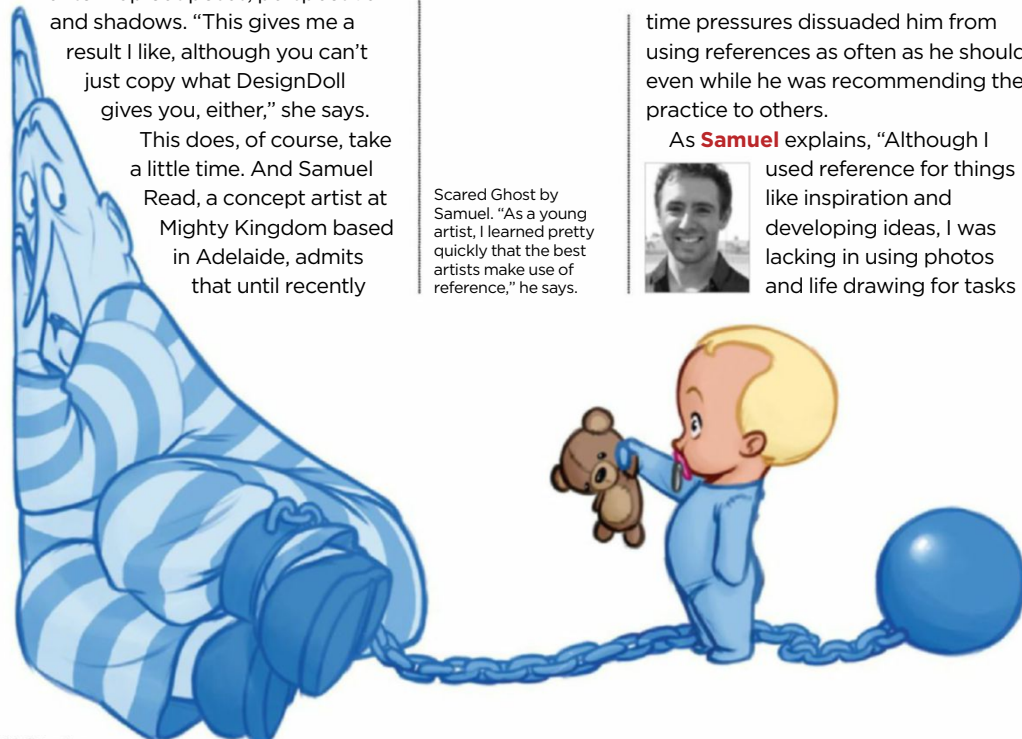 and shadows. “This gives me a
result I like, although you can’t
just copy what DesignDoll
gives you, either,” she says.
This does, of course, take
a little time. And Samuel
Read, a concept artist at
Mighty Kingdom based
in Adelaide, admits
that until recently
Scared Ghost by
Samuel. “As a young
artist, I learned pretty
quickly that the best
artists make use of
reference,” he says.
time pressures dissuaded him from
using references as often as he should
even while he was recommending the
practice to others.
As Samuel explains, “Although I
used reference for things
like inspiration and
developing ideas, I was
lacking in using photos
and life drawing for tasks